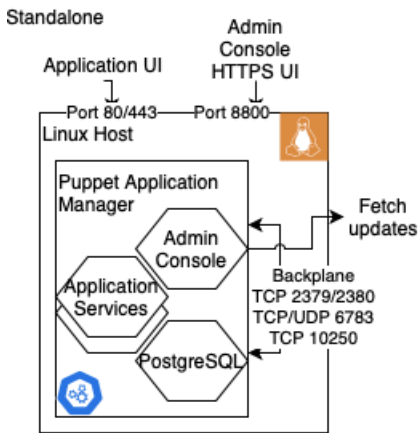 Standalone
Application UI
Admin
Console
HTTPS UI
Port 80/443
Port 8800
Linux Host
Puppet Application
Manager
Admin
Console
Fetch
updates
Application
Services
Backplane
TCP 2379/2380
TCP/UDP 6783
TCP 10250
PostgreSQL